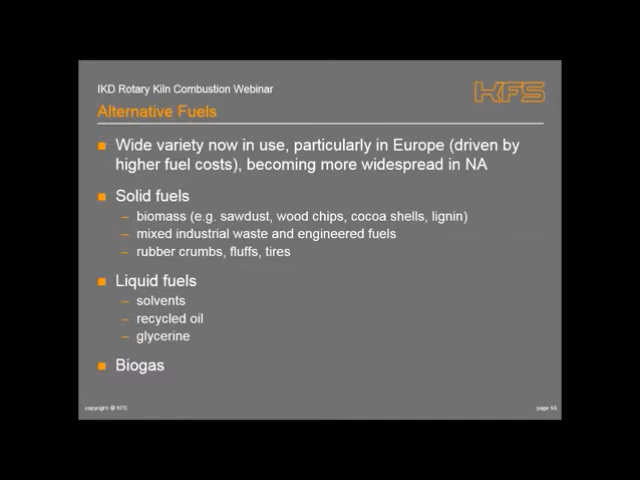 IKD Rotary Kiln Combustion Webinar
KFS
Alternative Fuels
Wide variety now in use, particularly in Europe (driven by
higher fuel costs), becoming more widespread in NA
Solid fuels
– biomass (e.g. sawdust, wood chips, cocoa shells, lignin)
– mixed industrial waste and engineered fuels
– rubber crumbs, fluffs, tires
Liquid fuels
– solvents
– recycled oil
– glycerine
Biogas
copyright @ KFS